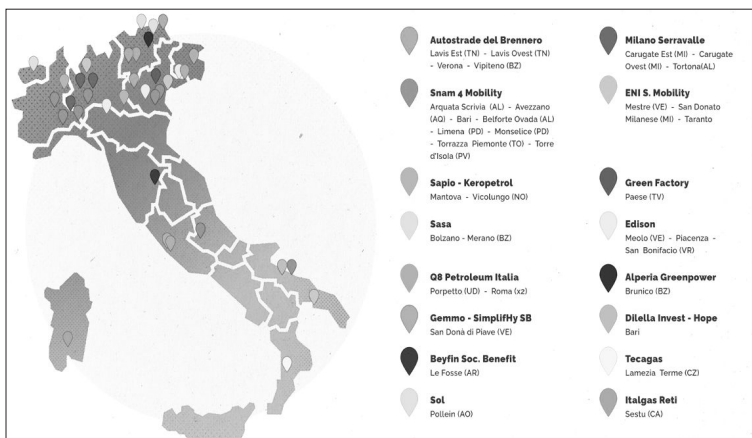 Autostrade del Brennero
Lavis Est (TN) - Lavis Ovest (TN)
- Verona - Vipiteno (BZ)
Snam 4 Mobility
Arquata Scrivia (AL) - Avezzano
(AQ) - Bari - Belforte Ovada (AL)
- Limena (PD) - Monselice (PD)
- Torrazza Piemonte (TO) - Torre
d'Isola (PV)
Sapio - Keropetrol
Mantova - Vicolungo (NO)
Sasa
Bolzano - Merano (BZ)
Q8 Petroleum Italia
Porpetto (UD) - Roma (x2)
Gemmo - SimplifHy SB
San Donà di Piave (VE)
Beyfin Soc. Benefit
Le Fosse (AR)
Sol
Pollein (AO)
Milano Serravalle
Carugate Est (MI) - Carugate
Ovest (MI) - Tortona(AL)
ENI S. Mobility
Mestre (VE) - San Donato
Milanese (MI) - Taranto
Green Factory
Paese (TV)
Edison
Meolo (VE) - Piacenza -
San Bonifacio (VR)
Alperia Greenpower
Brunico (BZ)
Dilella Invest - Hope
Bari
Tecagas
Lamezia Terme (CZ)
Italgas Reti
Sestu (CA)